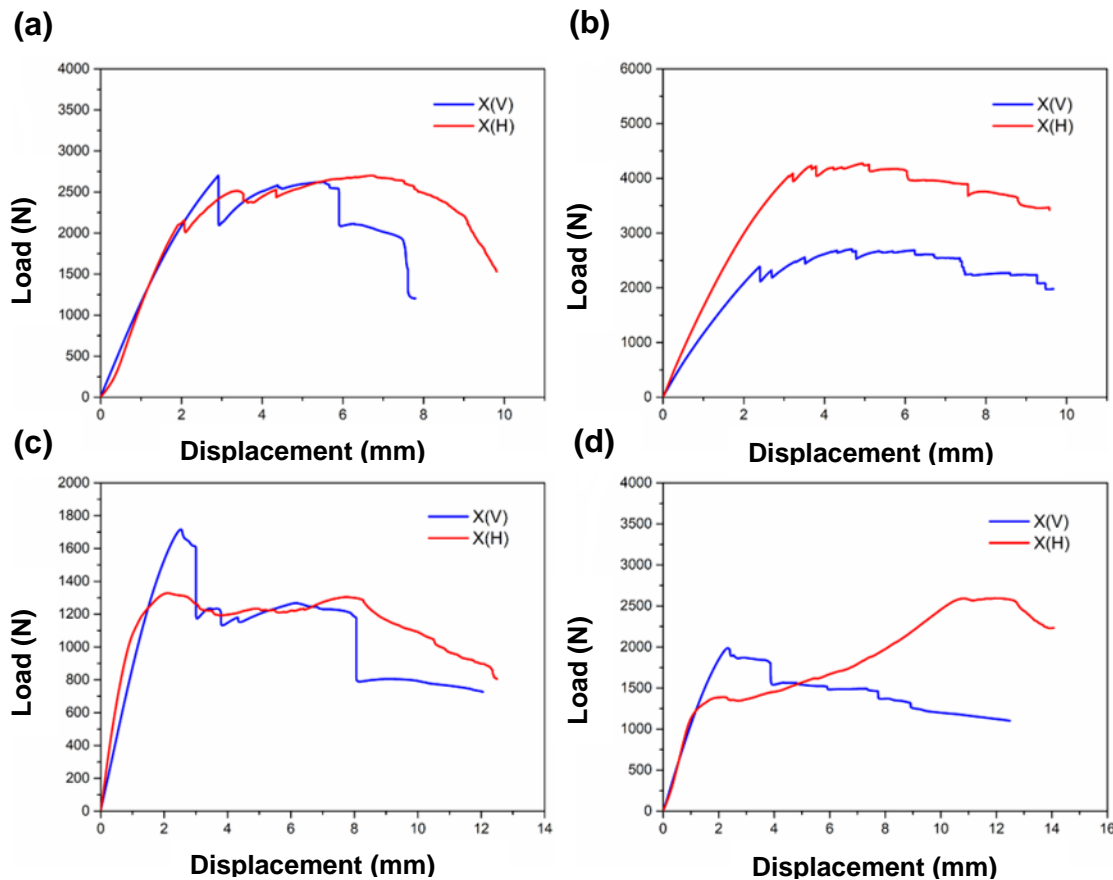 (a)
4000
3500
3000
2500
2000
1500
1000
500
0
0 2 4 6 8 10
Load (N)
Displacement (mm)
X(V)
X(H)
(b)
6000
5000
4000
3000
2000
1000
0
0 2 4 6 8 10
Load (N)
Displacement (mm)
X(V)
X(H)
(c)
2000
1800
1600
1400
1200
1000
800
600
400
200
0
0 2 4 6 8 10 12 14
Load (N)
Displacement (mm)
X(V)
X(H)
(d)
4000
3500
3000
2500
2000
1500
1000
500
0
0 2 4 6 8 10 12 14 16
Load (N)
Displacement (mm)
X(V)
X(H)